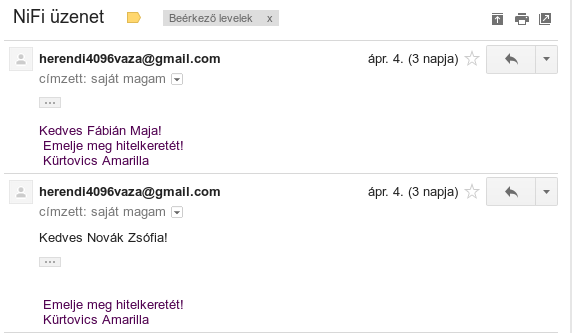 NiFi üzenet
Beérkező levelek x
herendi4096vaza@gmail.com ápr. 4. (3 napja)
címzett: saját magam
Kedves Fábián Maja!
Emelje meg hitelkeretét!
Kürtovics Amarilla
herendi4096vaza@gmail.com ápr. 4. (3 napja)
címzett: saját magam
Kedves Novák Zsófia!
Emelje meg hitelkeretét!
Kürtovics Amarilla